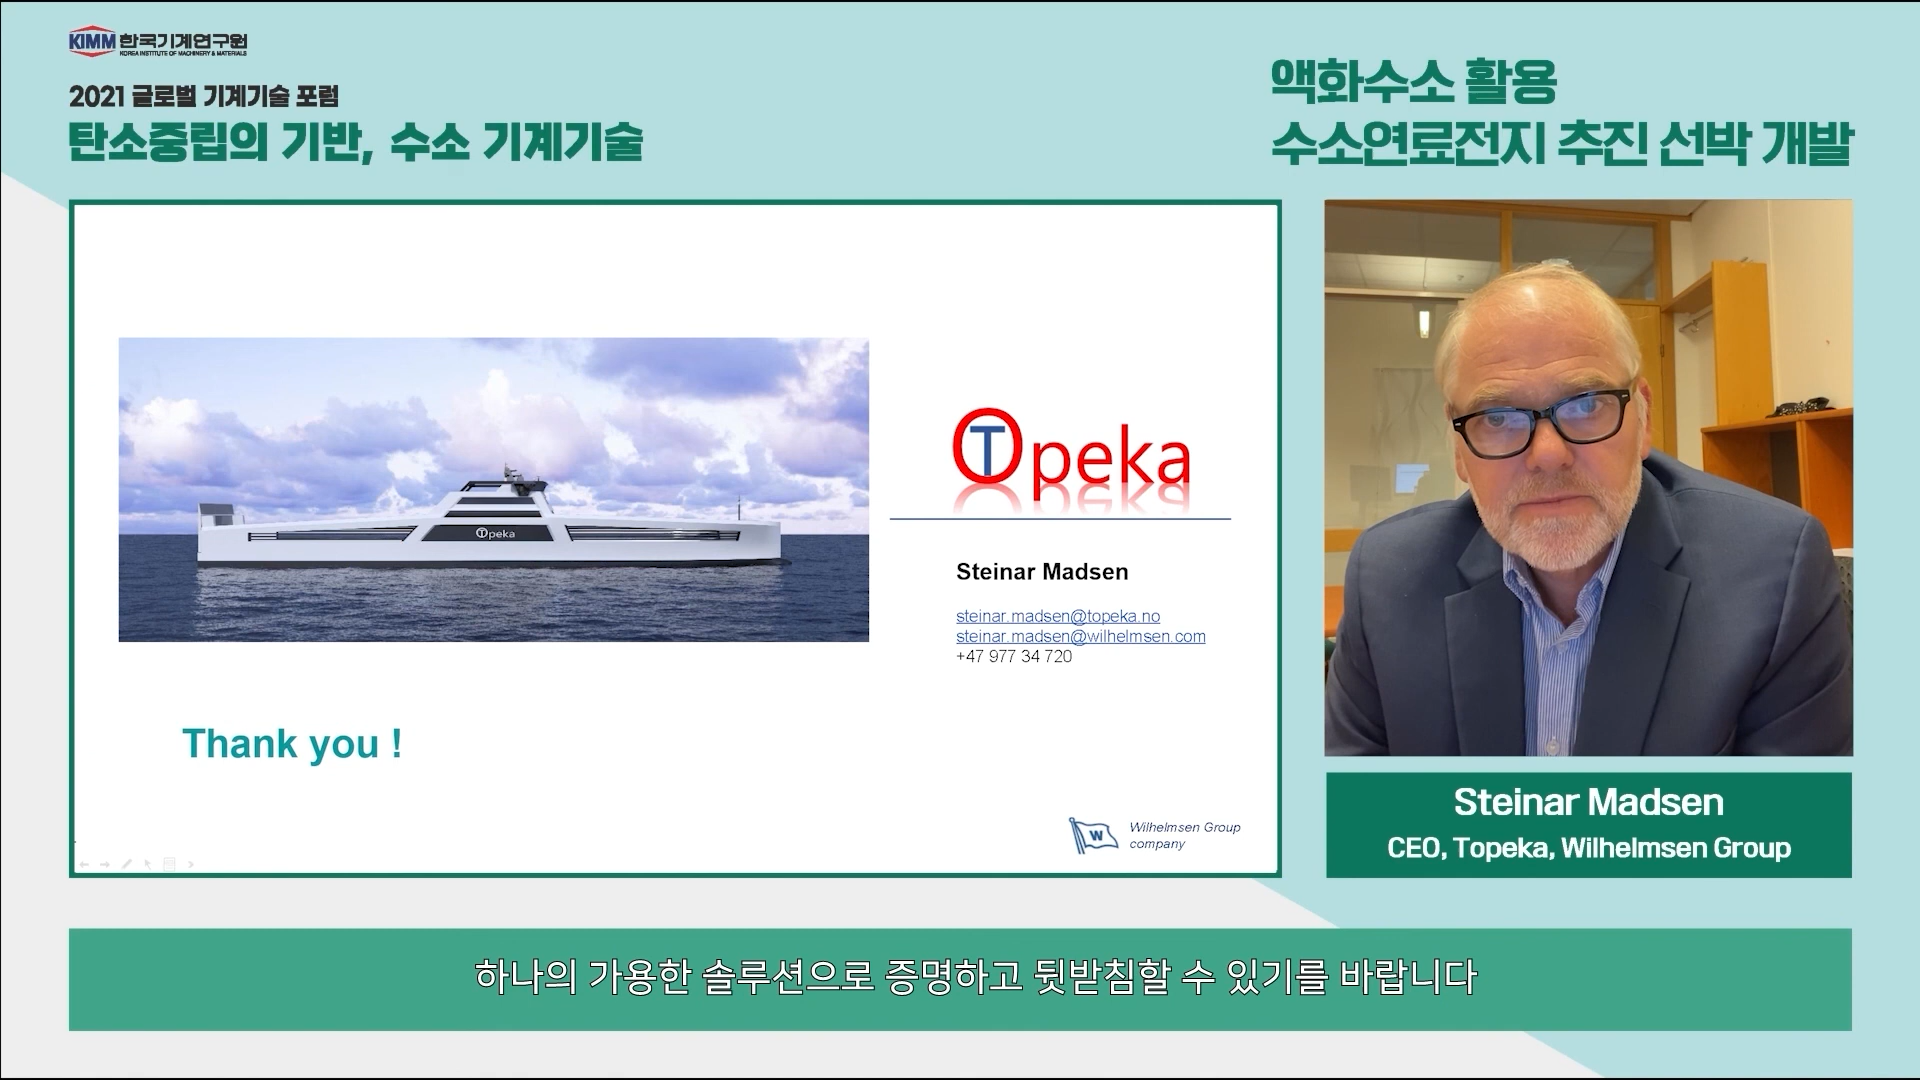 KIMM 한국기계연구원
KOREA INSTITUTE OF MACHINERY & MATERIALS
2021 글로벌 기계기술 포럼
탄소중립의 기반, 수소 기계기술
액화수소 활용
수소연료전지 추진 선박 개발
Topeka
Topeka
Steinar Madsen
steinar.madsen@topeka.no
steinar.madsen@wilhelmsen.com
+47 977 34 720
Thank you !
W
Wilhelmsen Group
company
Steinar Madsen
CEO, Topeka, Wilhelmsen Group
하나의 가용한 솔루션으로 증명하고 뒷받침할 수 있기를 바랍니다